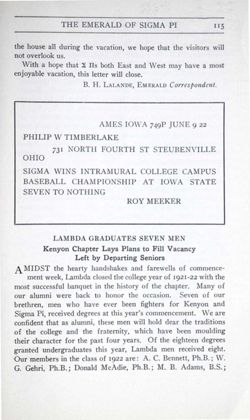 THE EMERALD OF SIGMA PI 115
the house all during the vacation, we hope that the visitors will
not overlook us.
With a hope that Σ Πs both East and West may have a most
enjoyable vacation, this letter will close.
B. H. LALANDE, EMERALD Correspondent.
AMES IOWA 749P JUNE 9 22
PHILIP W TIMBERLAKE
731 NORTH FOURTH ST STEUBENVILLE
OHIO
SIGMA WINS INTRAMURAL COLLEGE CAMPUS
BASEBALL CHAMPIONSHIP AT IOWA STATE
SEVEN TO NOTHING
ROY MEEKER
LAMBDA GRADUATES SEVEN MEN
Kenyon Chapter Lays Plans to Fill Vacancy
Left by Departing Seniors
AMIDST the hearty handshakes and farewells of commence-
ment week, Lambda closed the college year of 1921-22 with the
most successful banquet in the history of the chapter. Many of
our alumni were back to honor the occasion. Seven of our
brethren, men who have ever been fighters for Kenyon and
Sigma Pi, received degrees at this year's commencement. We are
confident that as alumni, these men will hold dear the traditions
of the college and the fraternity, which have been moulding
their character for the past four years. Of the eighteen degrees
granted undergraduates this year, Lambda men received eight.
Our members in the class of 1922 are: A. C. Bennett, Ph.B.; W.
G. Gehri, Ph.B.; Donald McAdie, Ph.B.; M. B. Adams, B.S.;